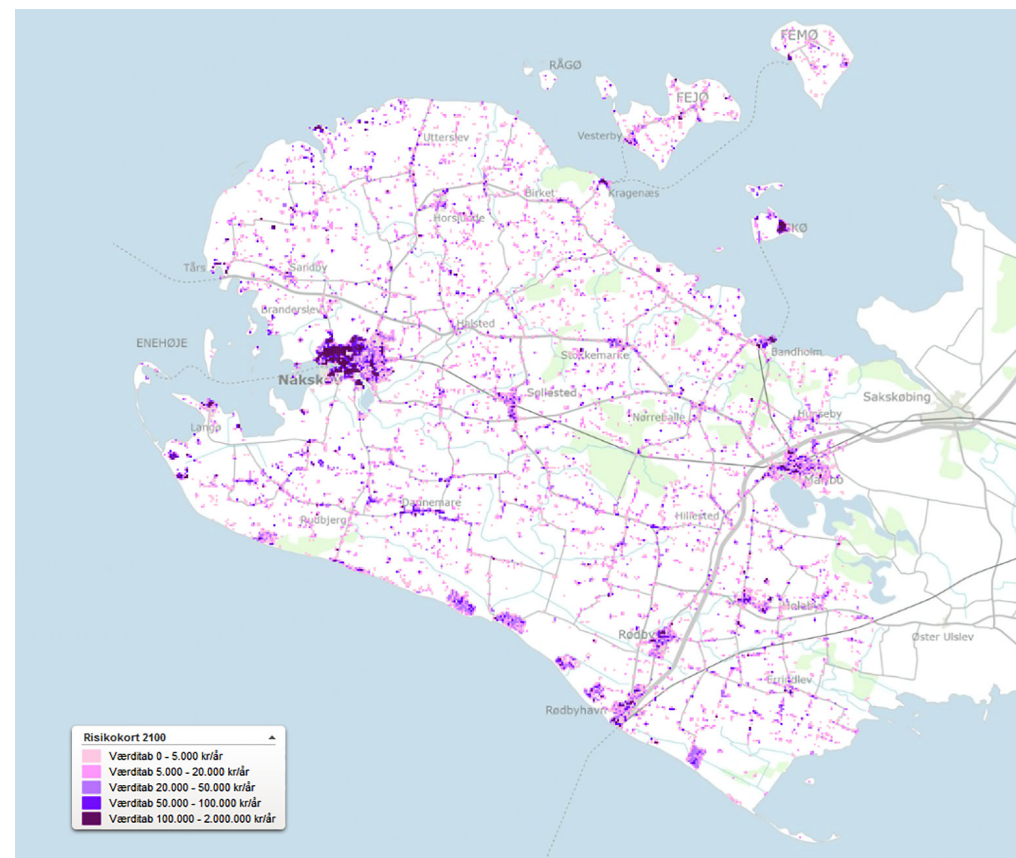 FEMØ
RÅGØ
FEJØ
Utterslev
Vesterby
Birket
Kragenæs
Horslunde
Tårs
Sandby
Branderslev
Halsted
ENEHØJE
Stokkemarke
Bandholm
Søllested
Sakskøbing
Langø
Nørreballe
Hunseby
Maribo
Dannemare
Rudbjerg
Hillested
Holeby
Rødby
Øster Ulslev
Errindlev
Rødbyhavn
Risikokort 2100
Værditab 0 - 5.000 kr/år
Værditab 5.000 - 20.000 kr/år
Værditab 20.000 - 50.000 kr/år
Værditab 50.000 - 100.000 kr/år
Værditab 100.000 - 2.000.000 kr/år